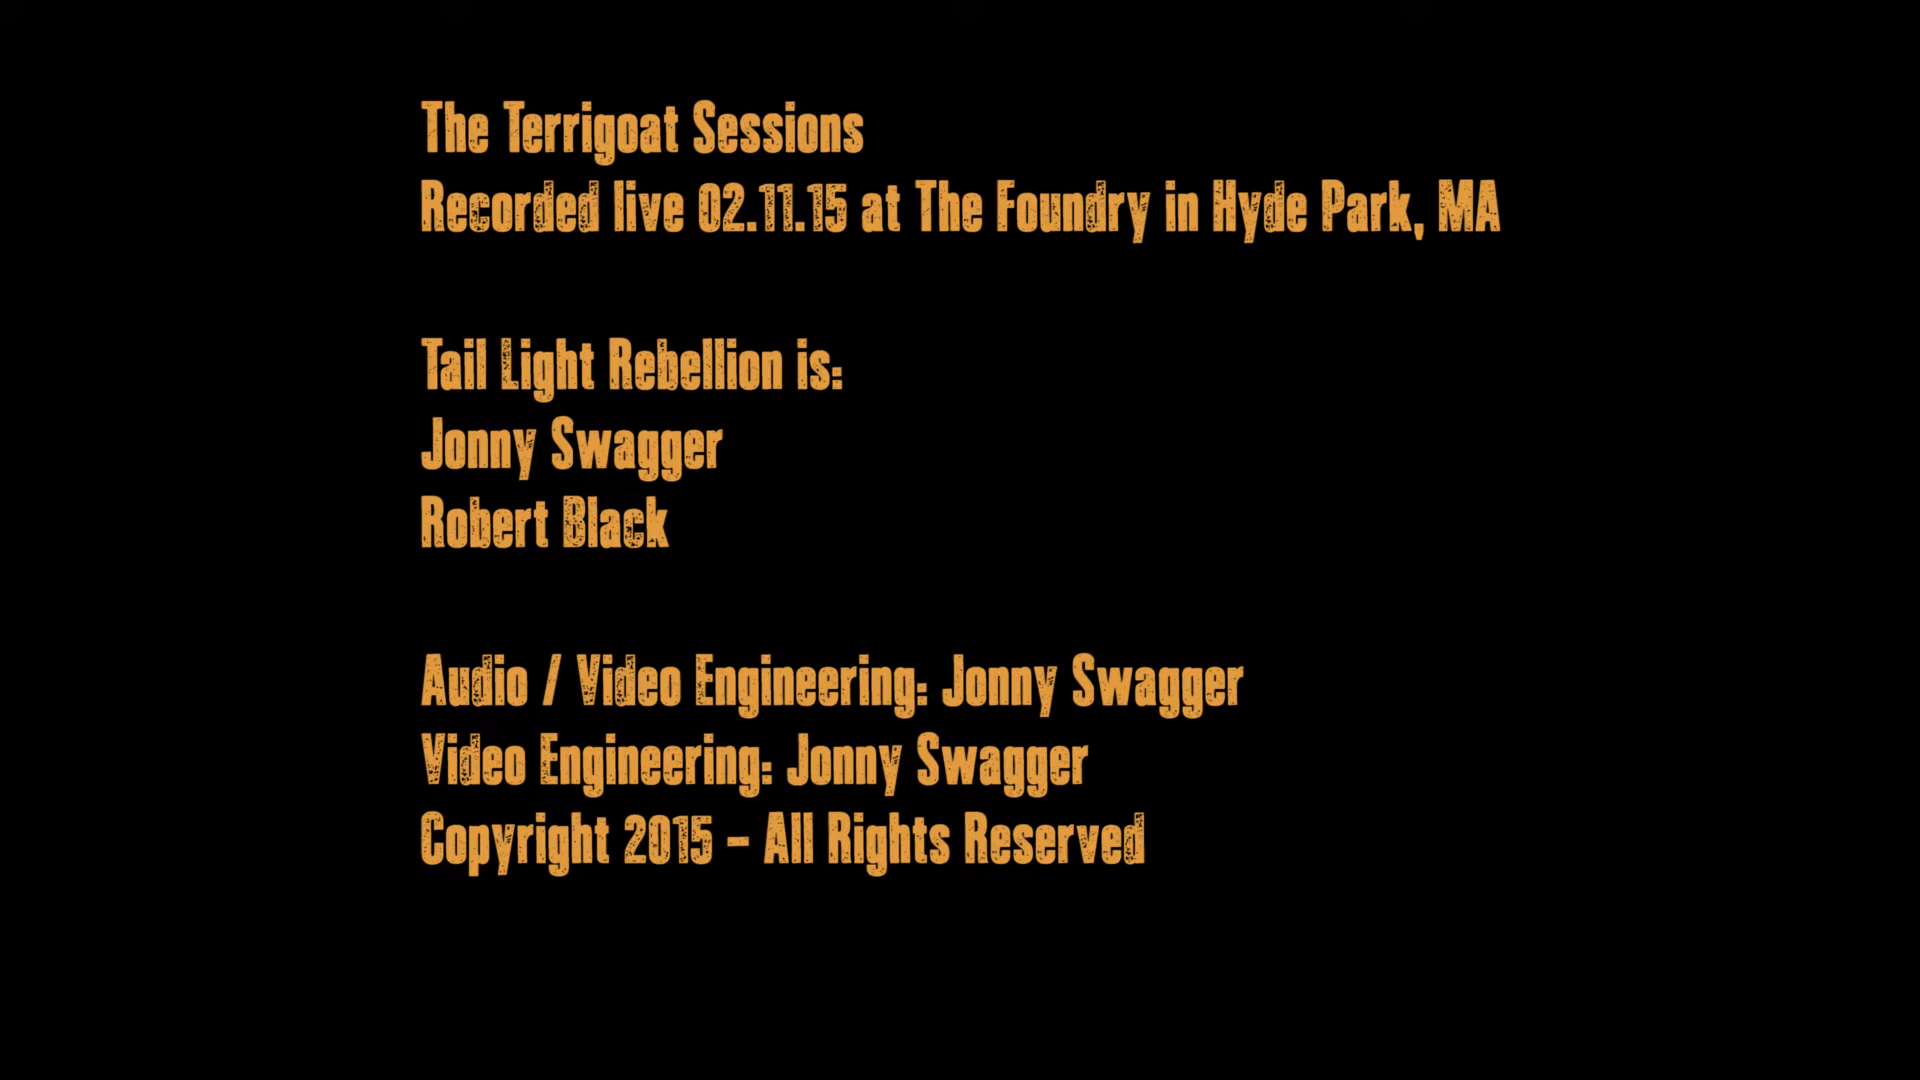 The Terrigoat Sessions
Recorded live 02.11.15 at The Foundry in Hyde Park, MA
Tail Light Rebellion is:
Jonny Swagger
Robert Black
Audio / Video Engineering: Jonny Swagger
Video Engineering: Jonny Swagger
Copyright 2015 - All Rights Reserved